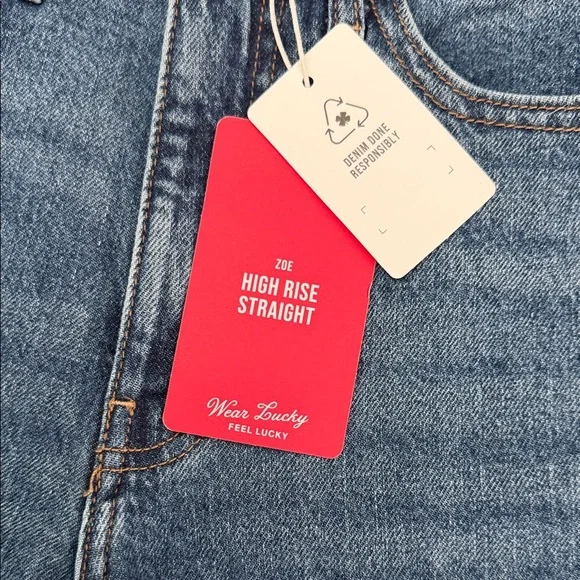 DENIM DONE
RESPONSIBLY
ZOE
HIGH RISE
STRAIGHT
Wear Lucky
FEEL LUCKY